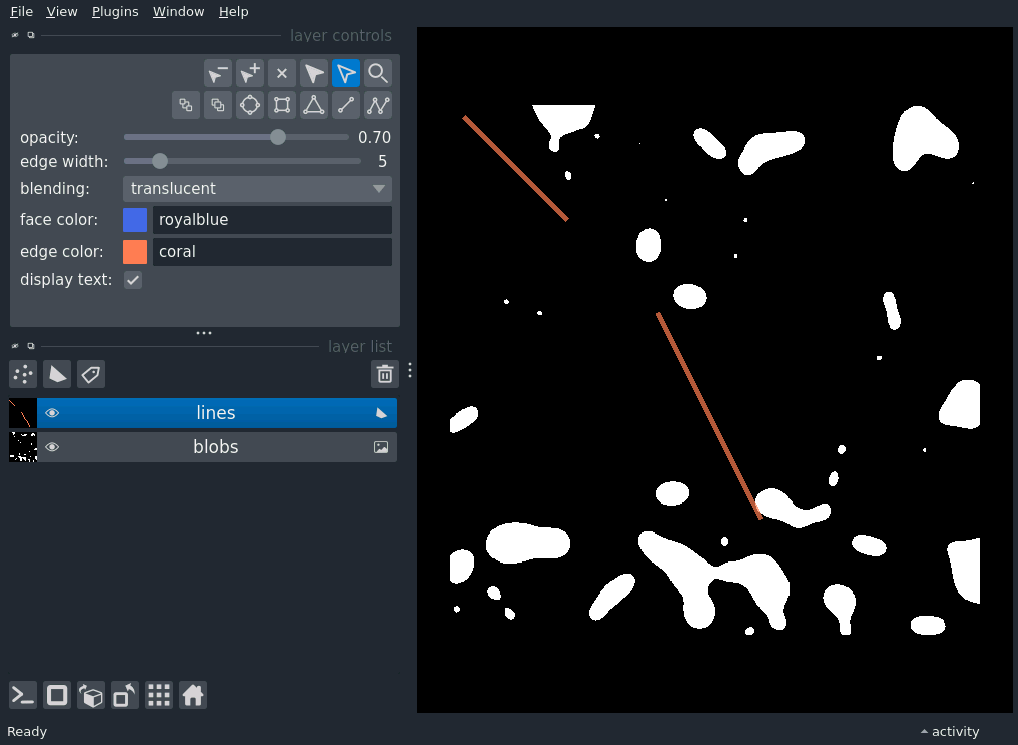 File View Plugins Window Help
layer controls
opacity: 0.70
edge width: 5
blending: translucent
face color: royalblue
edge color: coral
display text:
layer list
lines
blobs
Ready
activity